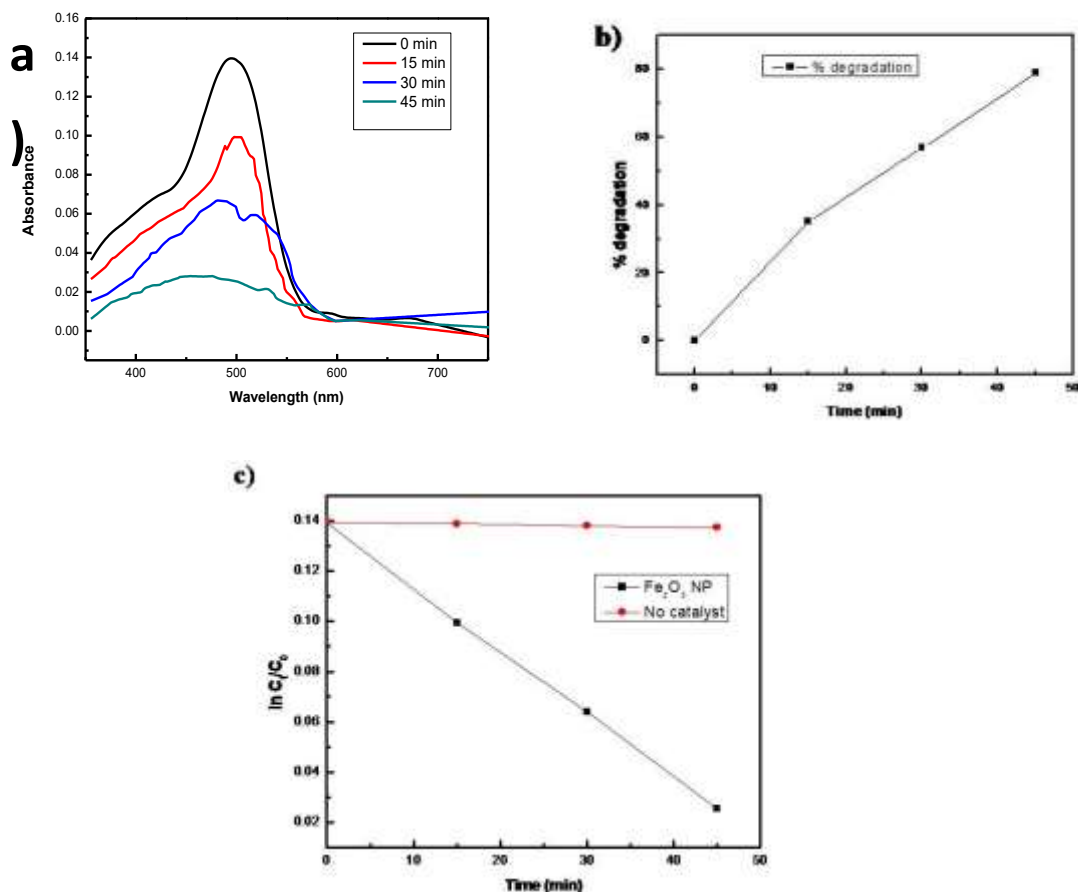 a
)
0.16
0.14
0.12
0.10
0.08
0.06
0.04
0.02
0.00
Absorbance
0 min
15 min
30 min
45 min
400
500
600
700
Wavelength (nm)
b)
80
60
40
20
0
% degradation
% degradation
0
10
20
30
40
50
Time (min)
c)
0.14
0.12
0.10
0.08
0.06
0.04
0.02
ln Cₜ/C₀
Fe₂O₃ NP
No catalyst
0
10
20
30
40
50
Time (min)